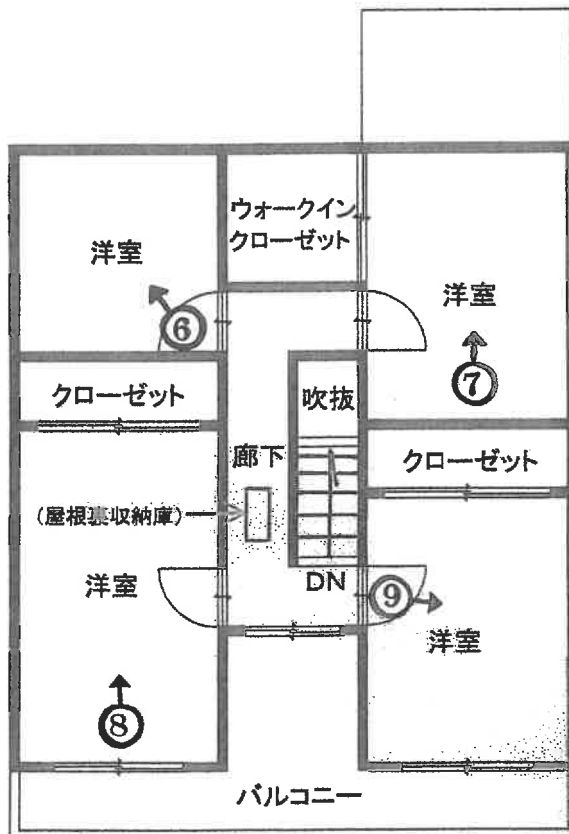 ウォークイン
クローゼット
洋室
洋室
⑥
⑦
クローゼット
吹抜
廊下
クローゼット
(屋根裏収納庫)
洋室
DN
⑨
洋室
⑧
バルコニー